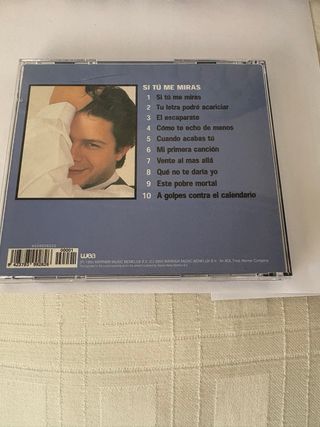 SI TÚ ME MIRAS
1 Si tú me miras
2 Tu letra podré acariciar
3 El escaparate
4 Cómo te echo de menos
5 Cuando acabas tú
6 Mi primera canción
7 Vente al mas allá
8 Qué no te daría yo
9 Este pobre mortal
10 A golpes contra el calendario
00001
wea